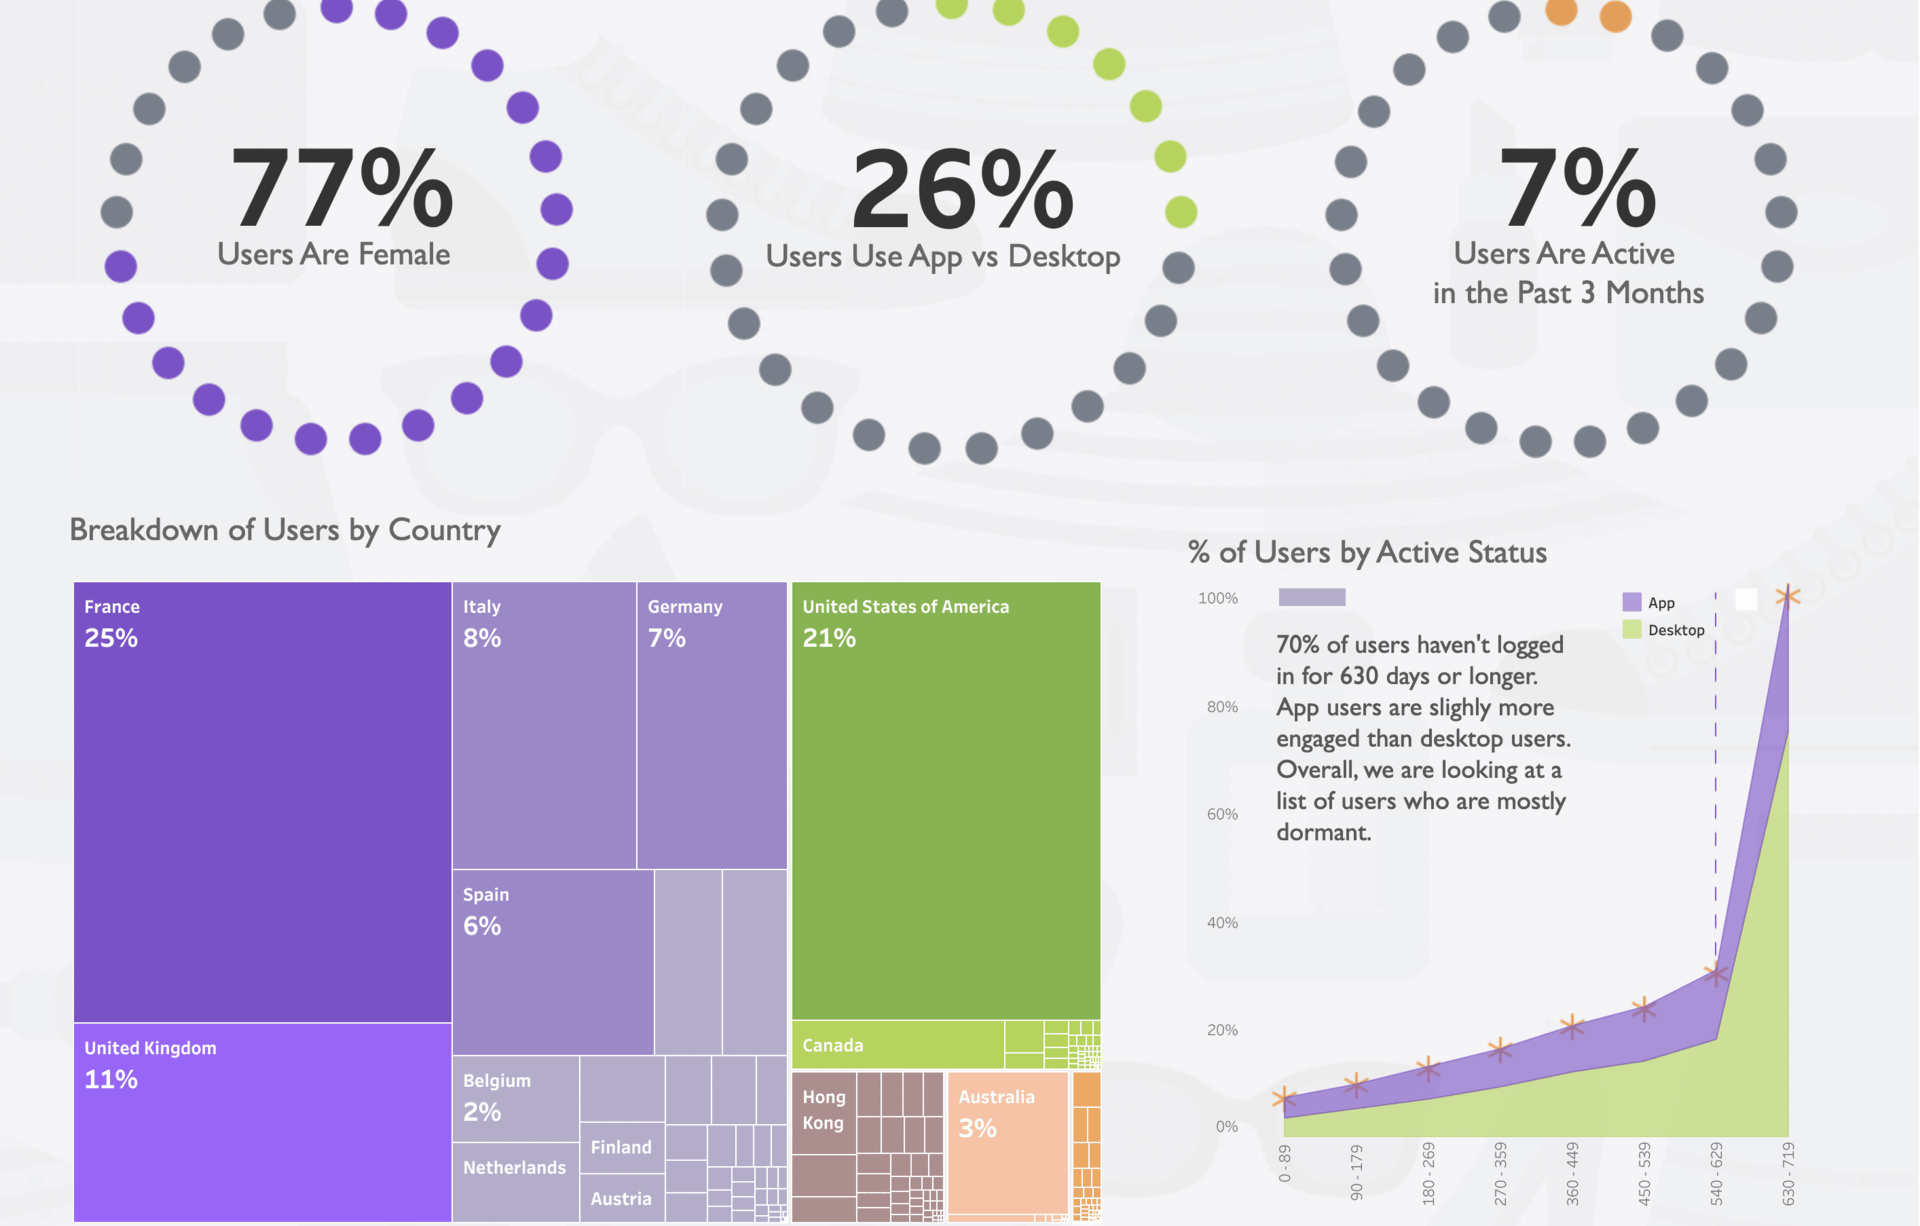 77%
Users Are Female
26%
Users Use App vs Desktop
7%
Users Are Active
in the Past 3 Months
Breakdown of Users by Country
France
25%
United Kingdom
11%
Italy
8%
Germany
7%
Spain
6%
Belgium
2%
Netherlands
Finland
Austria
United States of America
21%
Canada
Hong
Kong
Australia
3%
% of Users by Active Status
100%
80%
60%
40%
20%
0%
70% of users haven't logged
in for 630 days or longer.
App users are slighly more
engaged than desktop users.
Overall, we are looking at a
list of users who are mostly
dormant.
App
Desktop
0 - 89
90 - 179
180 - 269
270 - 359
360 - 449
450 - 539
540 - 629
630 - 719